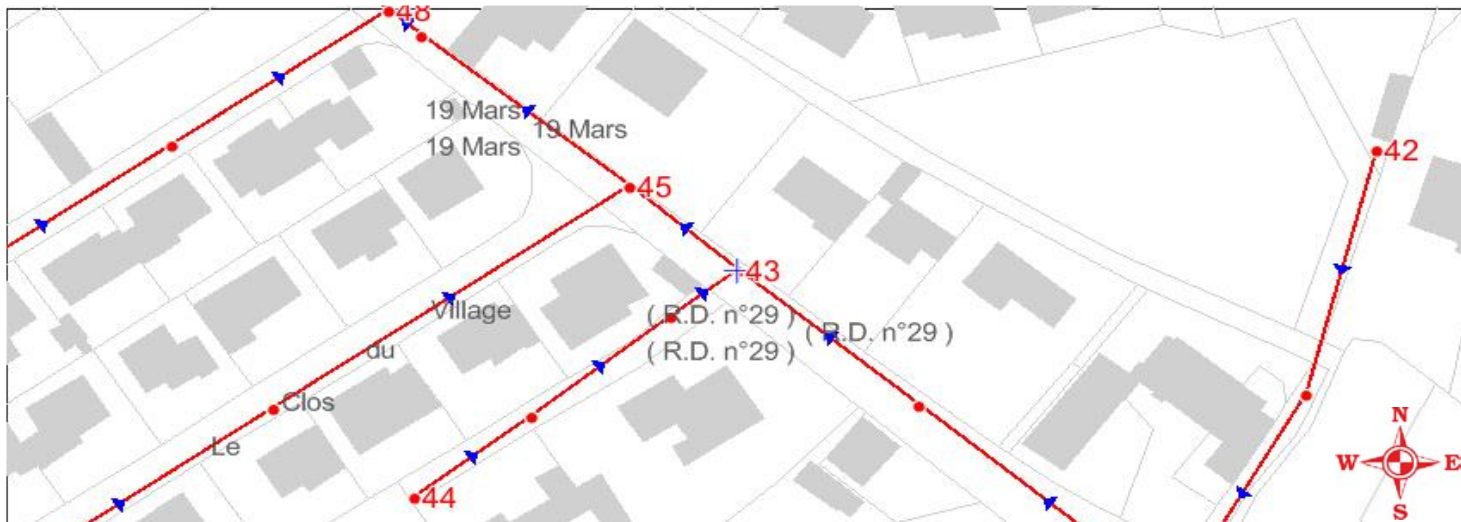 48
19 Mars
19 Mars
19 Mars
42
45
43
Village
( R.D. n°29 )
( R.D. n°29 )
( R.D. n°29 )
du
Clos
Le
44
N
W E
S